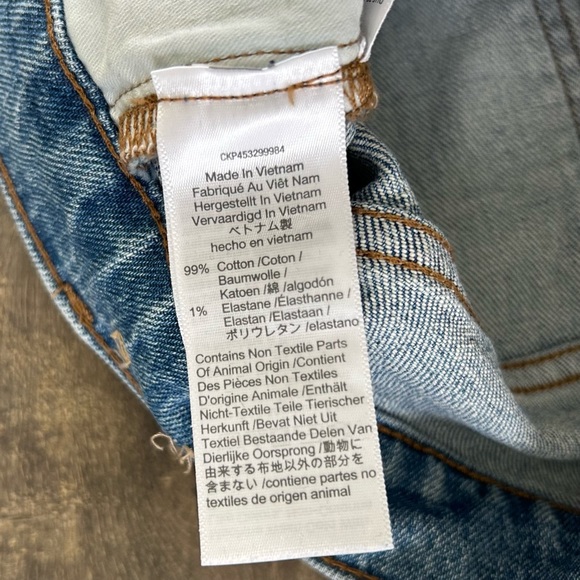 CKP453299984
Made In Vietnam
Fabriqué Au Viêt Nam
Hergestellt In Vietnam
Vervaardigd In Vietnam
ベトナム製
hecho en vietnam
99% Cotton /Coton /
Baumwolle /
Katoen /綿 /algodón
1% Elastane /Élasthanne /
Elastan /Elastaan /
ポリウレタン /elastano
Contains Non Textile Parts
Of Animal Origin /Contient
Des Pièces Non Textiles
D'origine Animale /Enthält
Nicht-Textile Teile Tierischer
Herkunft /Bevat Niet Uit
Textiel Bestaande Delen Van
Dierlijke Oorsprong /動物に
由来する布地以外の部分を
含まない /contiene partes no
textiles de origen animal